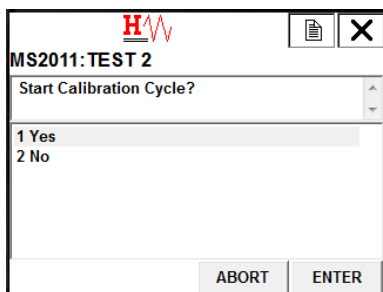 H
MS2011:TEST 2
Start Calibration Cycle?
1 Yes
2 No
ABORT
ENTER